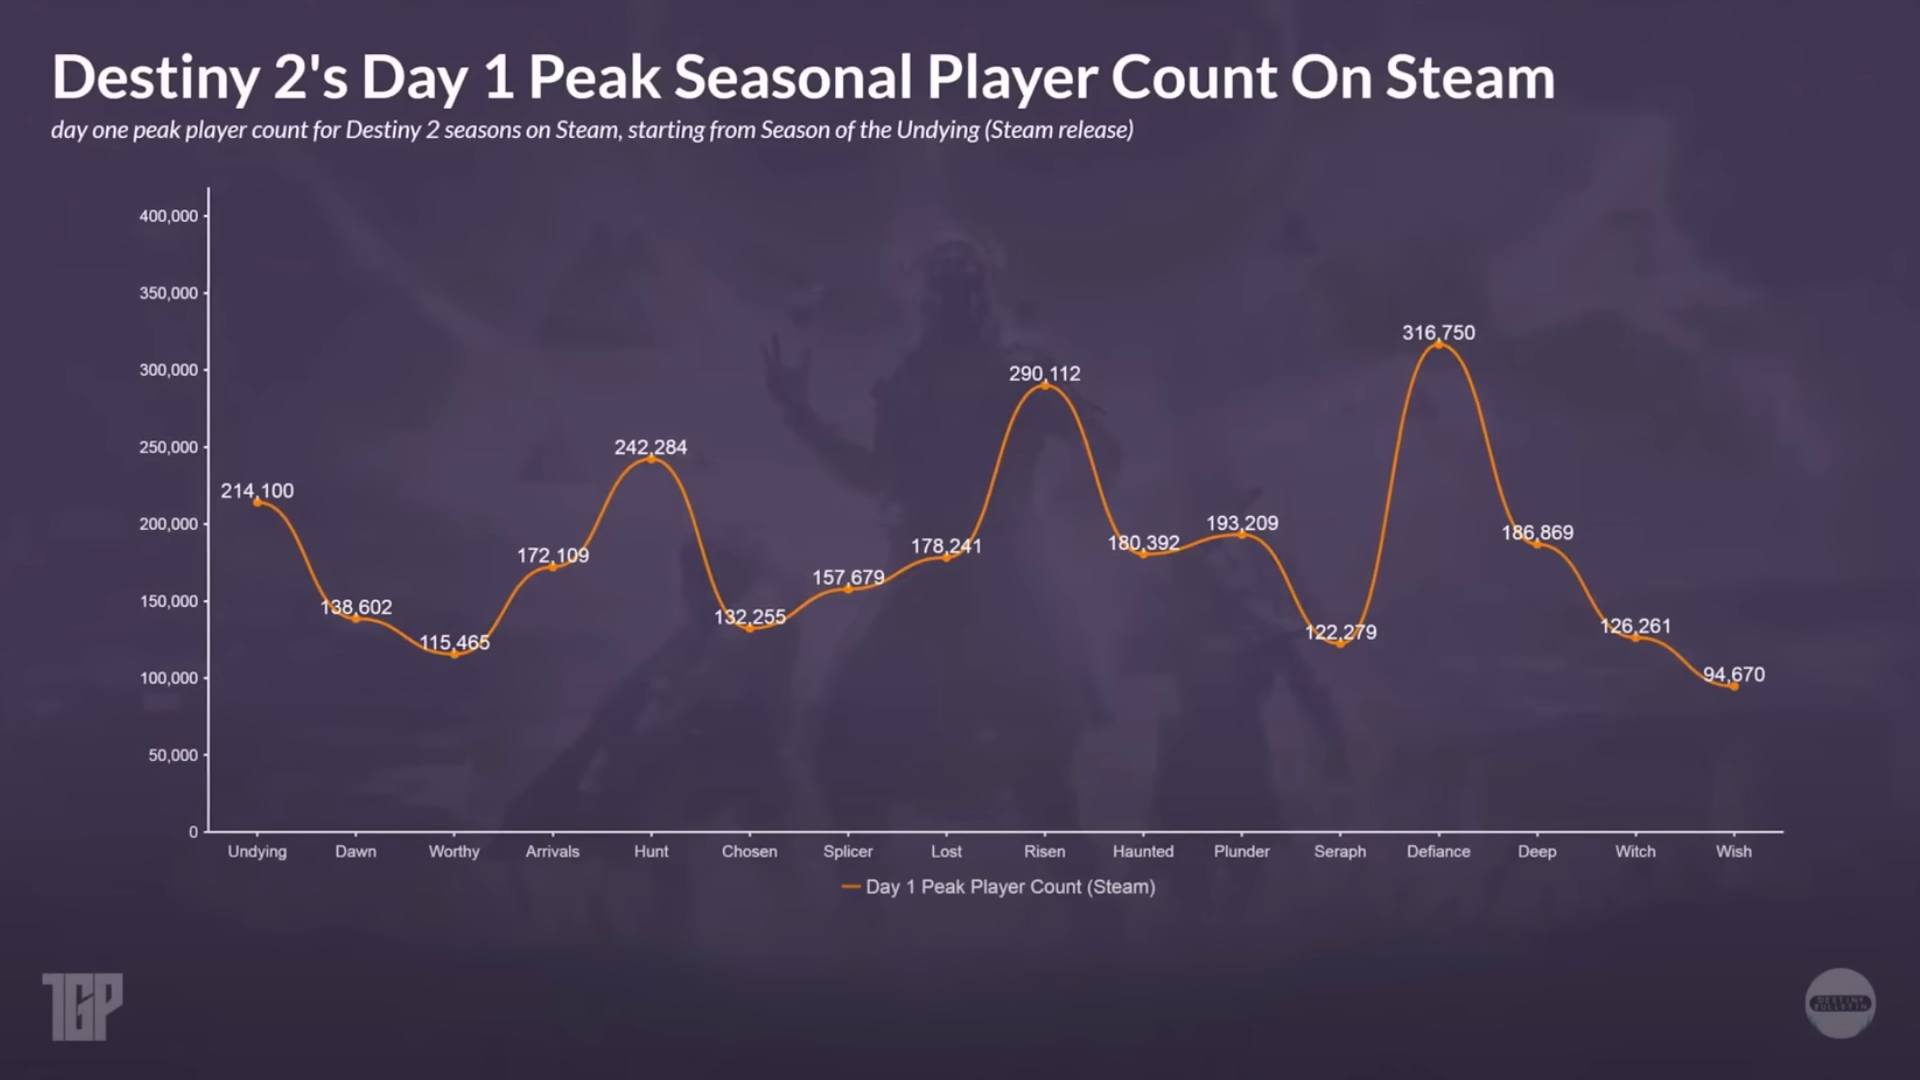 Destiny 2's Day 1 Peak Seasonal Player Count On Steam
day one peak player count for Destiny 2 seasons on Steam, starting from Season of the Undying (Steam release)
400,000
350,000
300,000
250,000
200,000
150,000
100,000
50,000
0
214,100
138,602
115,465
172,109
242,284
132,255
157,679
178,241
290,112
180,392
193,209
122,279
316,750
186,869
126,261
94,670
Undying
Dawn
Worthy
Arrivals
Hunt
Chosen
Splicer
Lost
Risen
Haunted
Plunder
Seraph
Defiance
Deep
Witch
Wish
Day 1 Peak Player Count (Steam)
TGP
DESTINY
BULLETIN